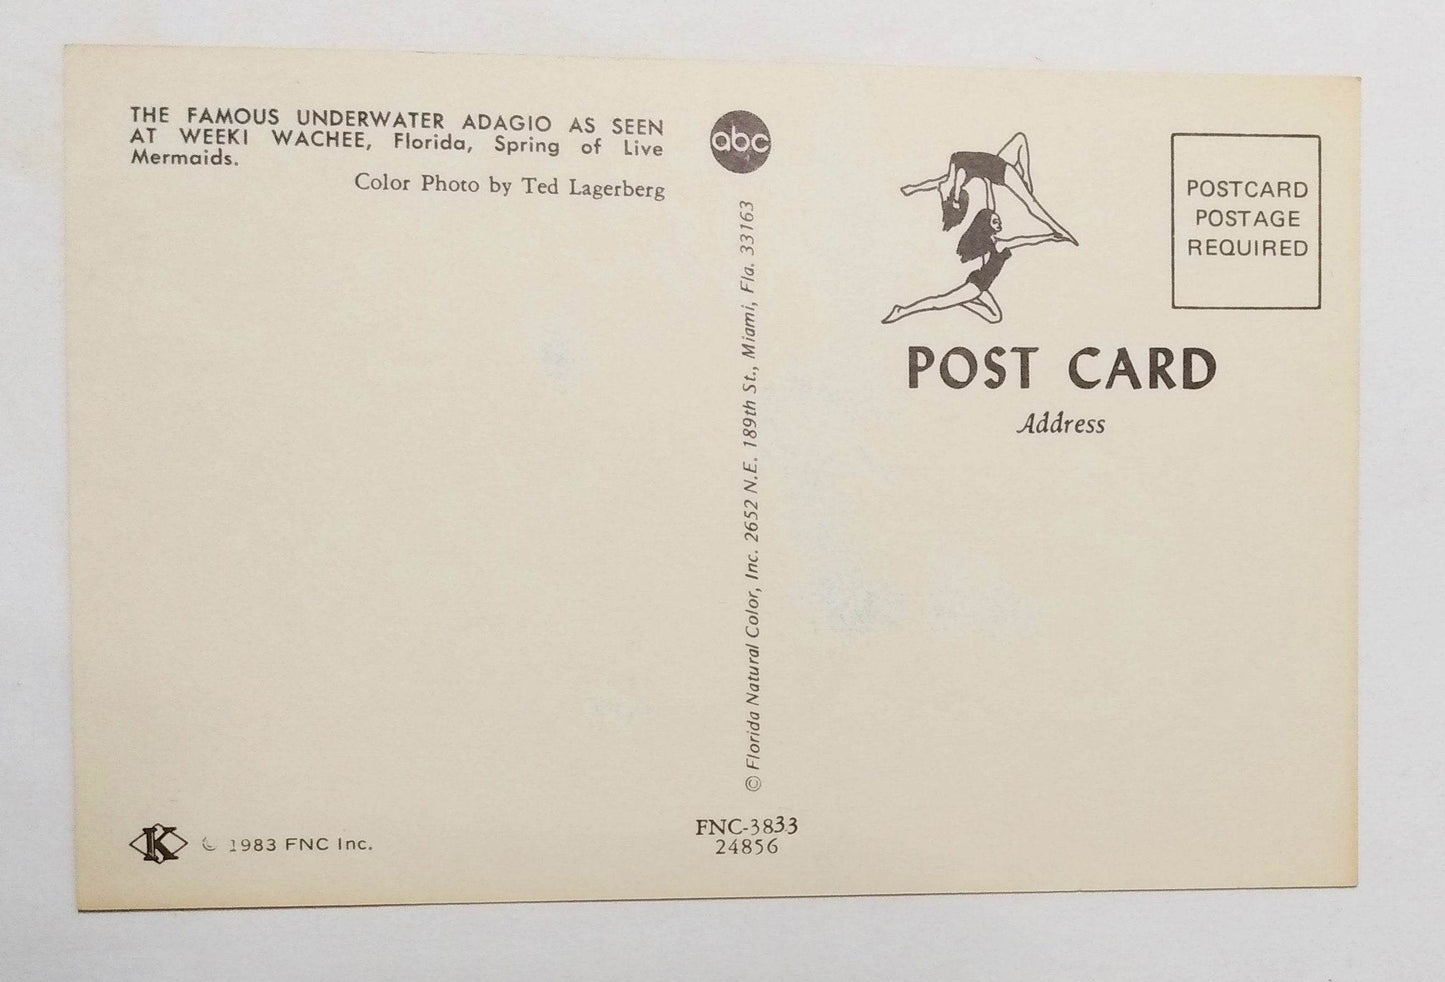 THE FAMOUS UNDERWATER ADAGIO AS SEEN
AT WEEKI WACHEE, Florida, Spring of Live
Mermaids.
Color Photo by Ted Lagerberg
abc
© Florida Natural Color, Inc. 2652 N.E. 189th St., Miami, Fla. 33163
POSTCARD
POSTAGE
REQUIRED
POST CARD
Address
K © 1983 FNC Inc.
FNC-3833
24856